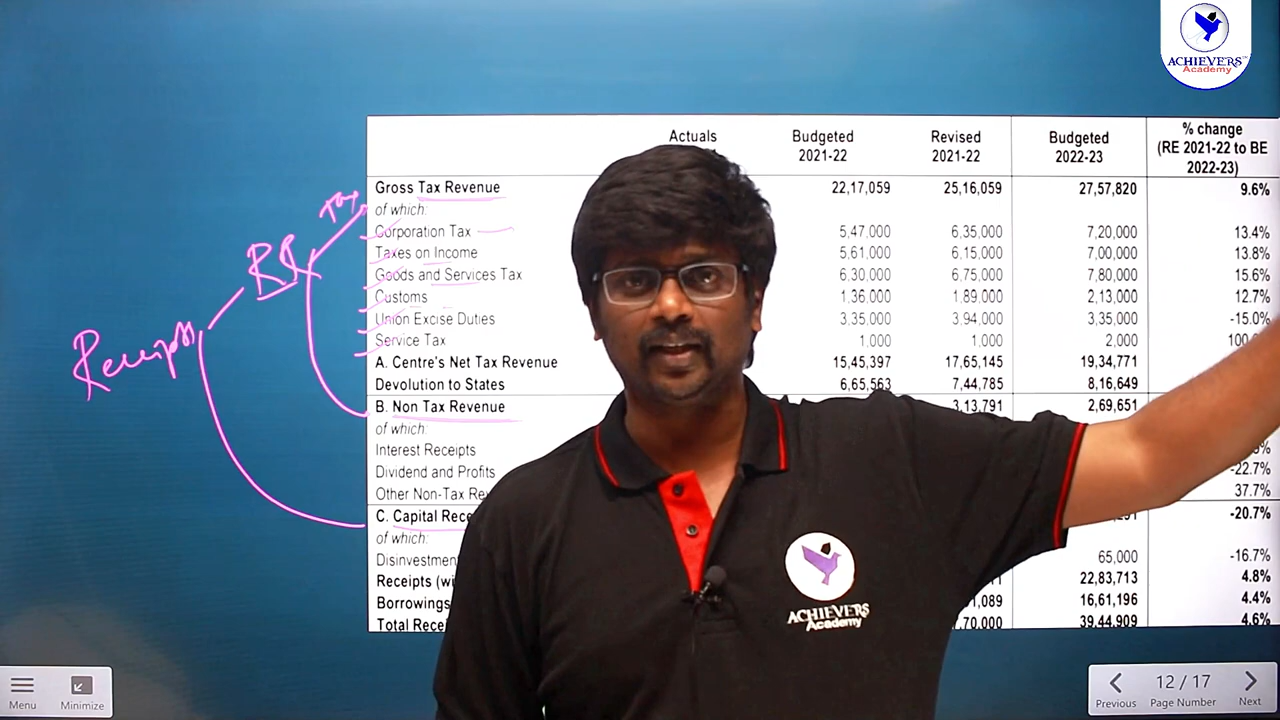 ACHIEVERS
Academy
Actuals Budgeted 2021-22 Revised 2021-22 Budgeted 2022-23 % change (RE 2021-22 to BE 2022-23)
Gross Tax Revenue 22,17,059 25,16,059 27,57,820 9.6%
of which:
Corporation Tax 5,47,000 6,35,000 7,20,000 13.4%
Taxes on Income 5,61,000 6,15,000 7,00,000 13.8%
Goods and Services Tax 6,30,000 6,75,000 7,80,000 15.6%
Customs 1,36,000 1,89,000 2,13,000 12.7%
Union Excise Duties 3,35,000 3,94,000 3,35,000 -15.0%
Service Tax 1,000 1,000 2,000
A. Centre's Net Tax Revenue 15,45,397 17,65,145 19,34,771
Devolution to States 6,65,563 7,44,785 8,16,649
B. Non Tax Revenue 3,13,791 2,69,651
of which:
Interest Receipts
Dividend and Profits -22.7%
Other Non-Tax 37.7%
C. Capital -20.7%
of which:
65,000 -16.7%
Receipts 22,83,713 4.8%
Borrowings 16,61,196 4.4%
Total 39,44,909 4.6%
Tax
RR
Receipts
ACHIEVERS
Academy
Menu
Minimize
Previous
12 / 17
Page Number
Next